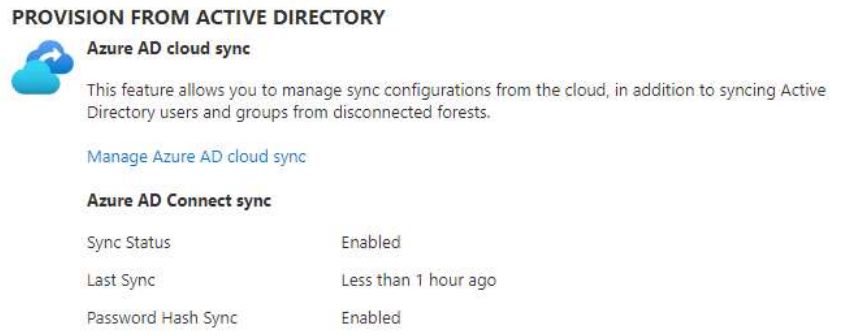 PROVISION FROM ACTIVE DIRECTORY
Azure AD cloud sync
This feature allows you to manage sync configurations from the cloud, in addition to syncing Active
Directory users and groups from disconnected forests.
Manage Azure AD cloud sync
Azure AD Connect sync
Sync Status Enabled
Last Sync Less than 1 hour ago
Password Hash Sync Enabled